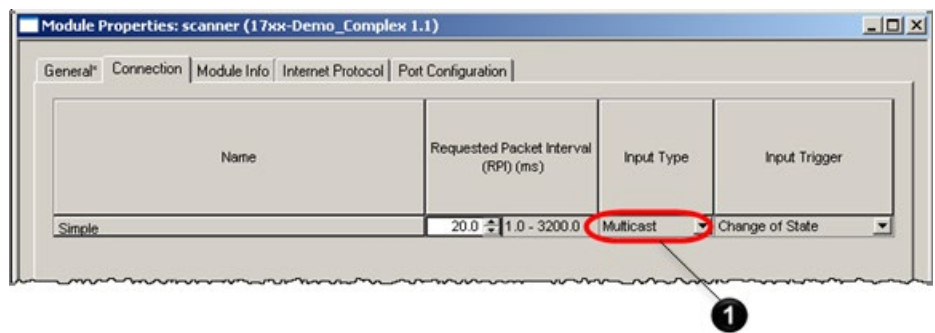 Module Properties: scanner (17xx-Demo_Complex 1.1)
General* Connection Module Info Internet Protocol Port Configuration
Name
Requested Packet Interval
(RPI) (ms)
Input Type
Input Trigger
Simple 20.0 1.0 - 3200.0 Multicast Change of State
1